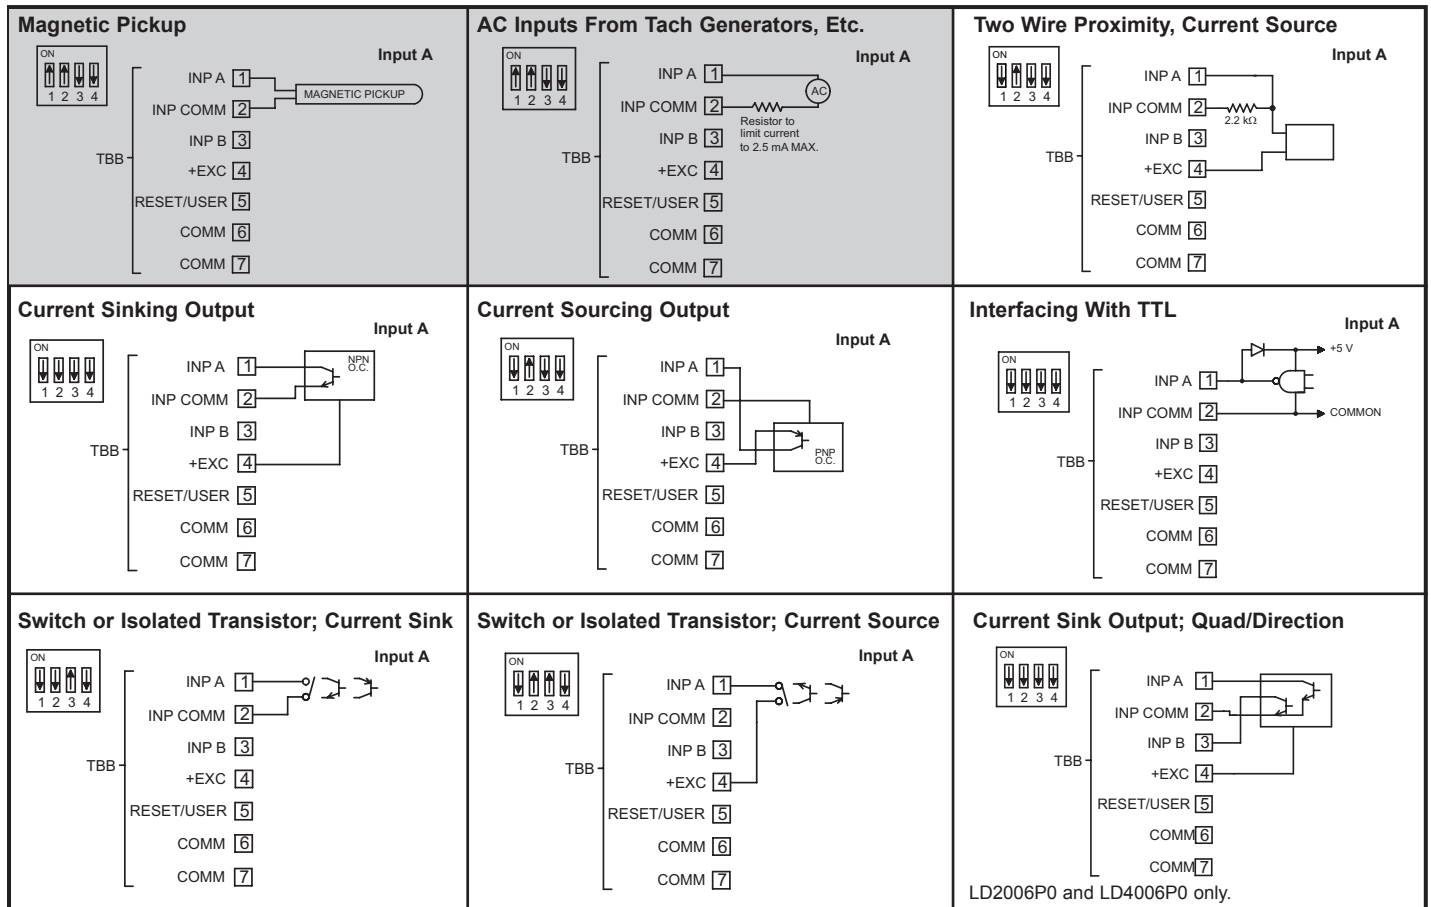 Magnetic Pickup
ON
1 2 3 4
Input A
TBB
INP A 1
MAGNETIC PICKUP
INP COMM 2
INP B 3
+EXC 4
RESET/USER 5
COMM 6
COMM 7
AC Inputs From Tach Generators, Etc.
ON
1 2 3 4
Input A
TBB
INP A 1
AC
INP COMM 2
Resistor to
limit current
to 2.5 mA MAX.
INP B 3
+EXC 4
RESET/USER 5
COMM 6
COMM 7
Two Wire Proximity, Current Source
ON
1 2 3 4
Input A
TBB
INP A 1
INP COMM 2
2.2 kΩ
INP B 3
+EXC 4
RESET/USER 5
COMM 6
COMM 7
Current Sinking Output
ON
1 2 3 4
Input A
TBB
INP A 1
NPN
O.C.
INP COMM 2
INP B 3
+EXC 4
RESET/USER 5
COMM 6
COMM 7
Current Sourcing Output
ON
1 2 3 4
Input A
TBB
INP A 1
INP COMM 2
INP B 3
+EXC 4
PNP
O.C.
RESET/USER 5
COMM 6
COMM 7
Interfacing With TTL
ON
1 2 3 4
Input A
+5 V
TBB
INP A 1
INP COMM 2
COMMON
INP B 3
+EXC 4
RESET/USER 5
COMM 6
COMM 7
Switch or Isolated Transistor; Current Sink
ON
1 2 3 4
Input A
TBB
INP A 1
INP COMM 2
INP B 3
+EXC 4
RESET/USER 5
COMM 6
COMM 7
Switch or Isolated Transistor; Current Source
ON
1 2 3 4
Input A
TBB
INP A 1
INP COMM 2
INP B 3
+EXC 4
RESET/USER 5
COMM 6
COMM 7
Current Sink Output; Quad/Direction
ON
1 2 3 4
TBB
INP A 1
INP COMM 2
INP B 3
+EXC 4
RESET/USER 5
COMM 6
COMM 7
LD2006P0 and LD4006P0 only.